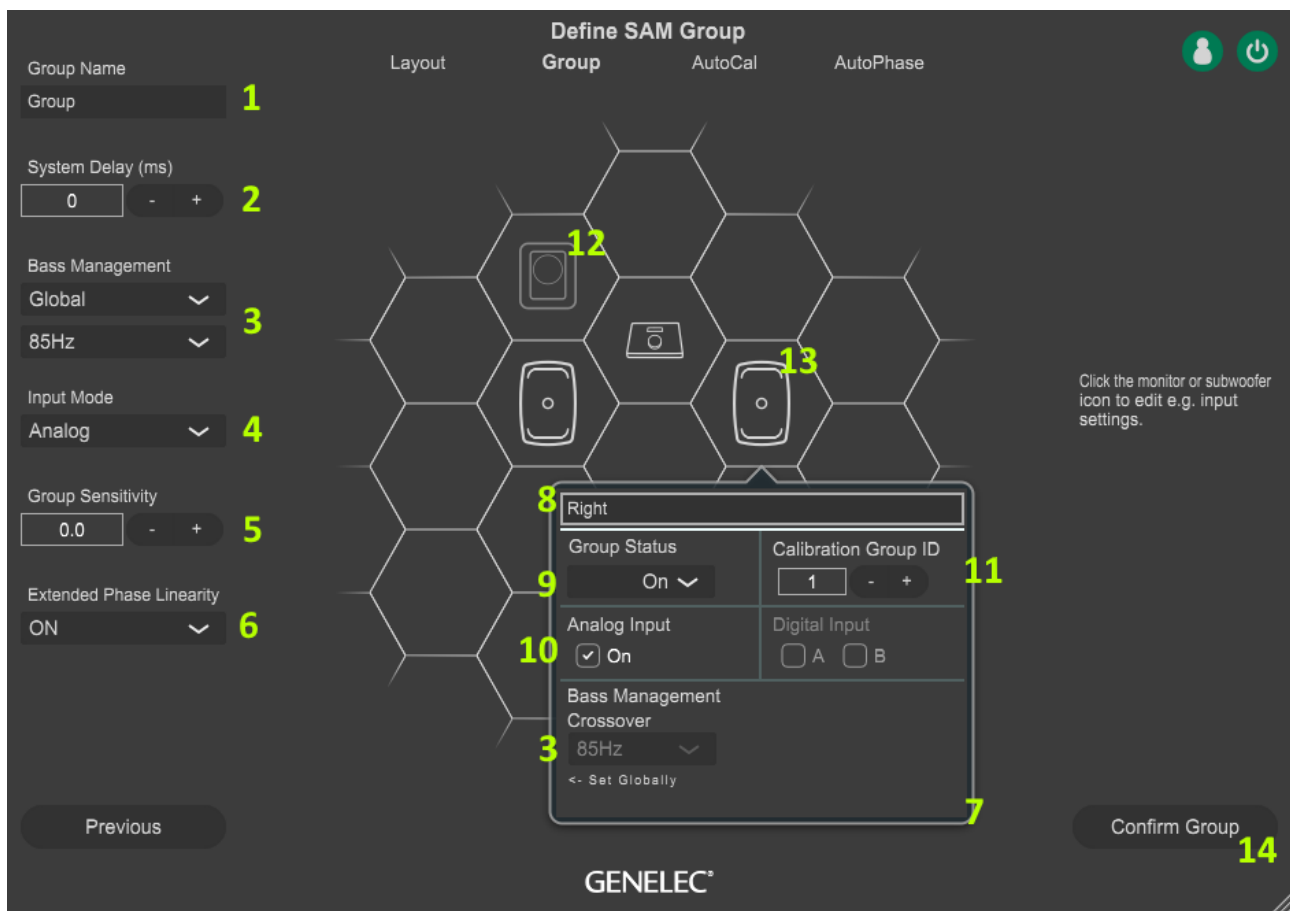 Define SAM Group
Layout
Group
AutoCal
AutoPhase
Group Name
Group
1
System Delay (ms)
0 - +
2
Bass Management
Global
85Hz
3
Input Mode
Analog
4
Group Sensitivity
0.0 - +
5
Extended Phase Linearity
ON
6
12
13
Click the monitor or subwoofer
icon to edit e.g. input
settings.
8
Right
Group Status
On
9
Calibration Group ID
1 - +
11
Analog Input
On
10
Digital Input
A B
Bass Management
Crossover
85Hz
3
<- Set Globally
7
Previous
Confirm Group
14
GENELEC®